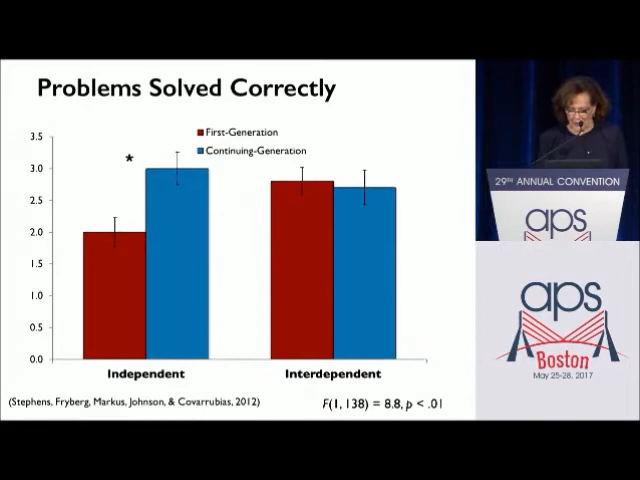 Problems Solved Correctly
3.5
3.0
2.5
2.0
1.5
1.0
0.5
0.0
First-Generation
Continuing-Generation
*
Independent
Interdependent
(Stephens, Fryberg, Markus, Johnson, & Covarrubias, 2012)
F(1, 138) = 8.8, p < .01
29TH ANNUAL CONVENTION
aps
aps
Boston
May 25-28, 2017